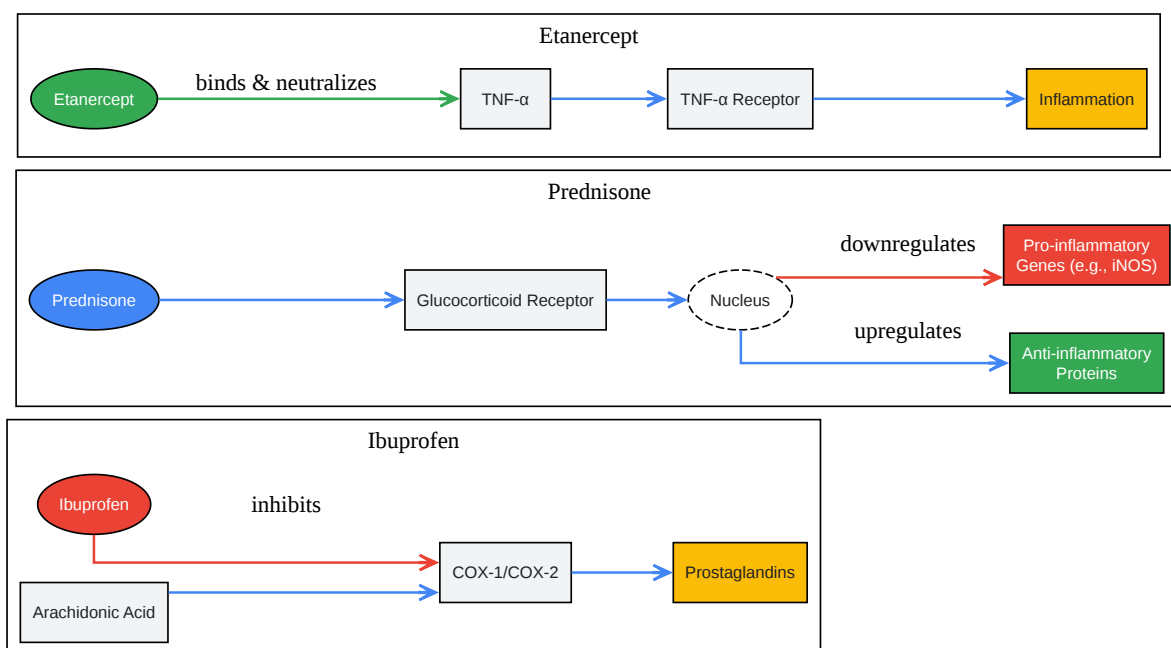 Etanercept
Etanercept
binds & neutralizes
TNF-α
TNF-α Receptor
Inflammation
Prednisone
Prednisone
Glucocorticoid Receptor
Nucleus
downregulates
Pro-inflammatory
Genes (e.g., iNOS)
upregulates
Anti-inflammatory
Proteins
Ibuprofen
Ibuprofen
inhibits
Arachidonic Acid
COX-1/COX-2
Prostaglandins